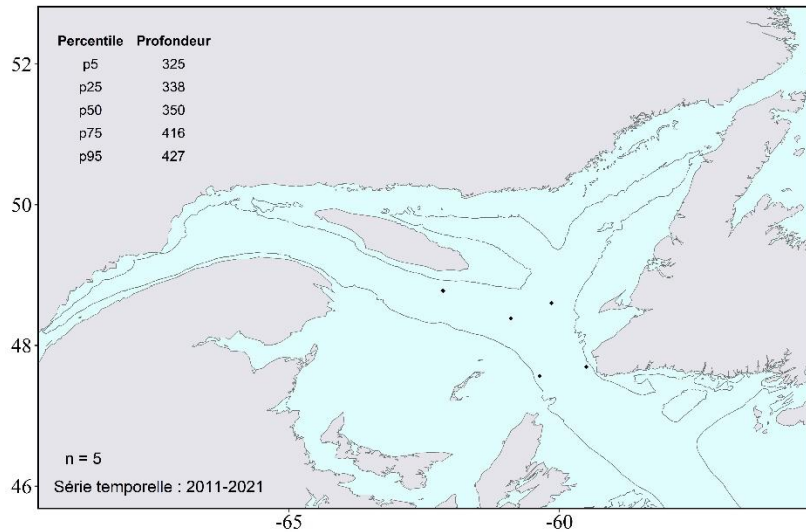 Percentile Profondeur
p5 325
p25 338
p50 350
p75 416
p95 427
52
50
48
46
n = 5
Série temporelle : 2011-2021
-65 -60